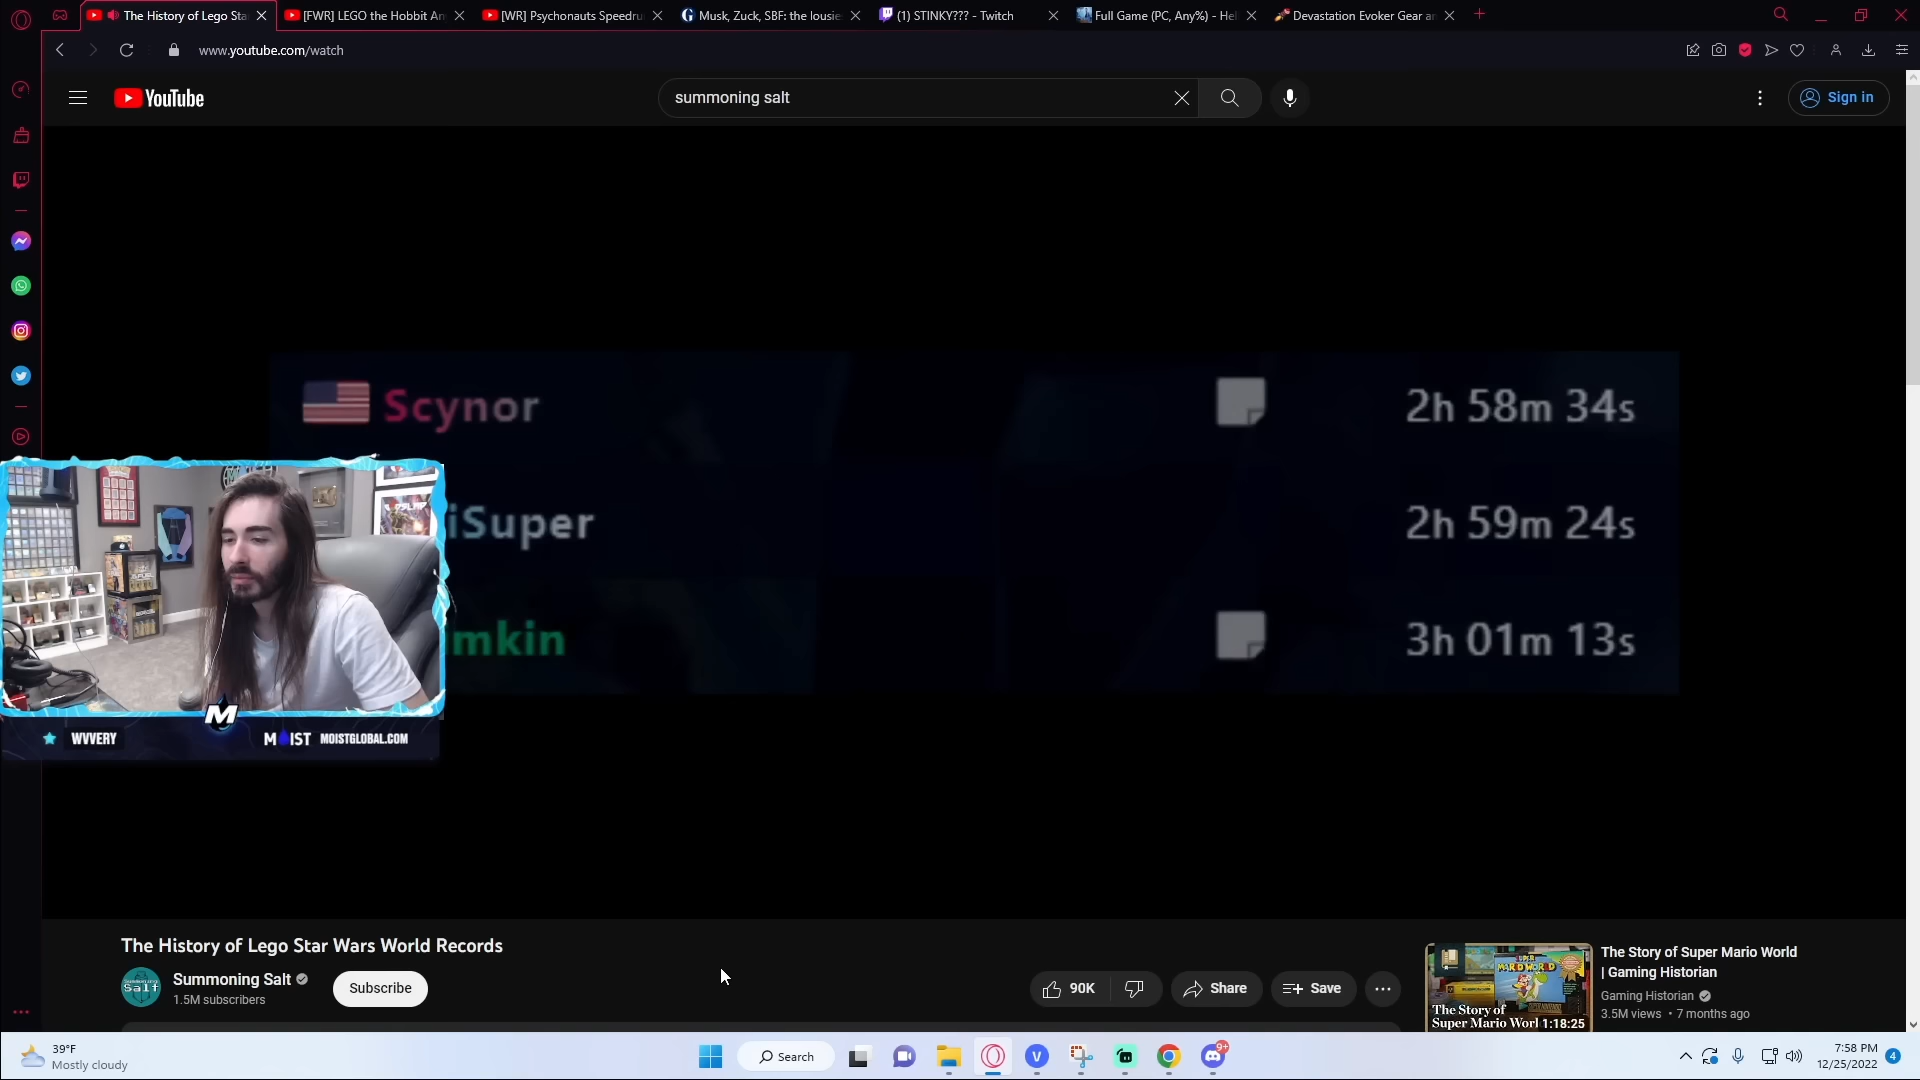 The History of Lego Sta
[FWR] LEGO the Hobbit An
[WR] Psychonauts Speedru
Musk, Zuck, SBF: the lousie
(1) STINKY??? - Twitch
Full Game (PC, Any%) - Hel
Devastation Evoker Gear an
www.youtube.com/watch
YouTube
summoning salt
Sign in
Scynor
2h 58m 34s
iSuper
2h 59m 24s
mkin
3h 01m 13s
WVVERY
MOIST
MOISTGLOBAL.COM
The History of Lego Star Wars World Records
Summoning Salt
1.5M subscribers
Subscribe
90K
Share
Save
The Story of
Super Mario Worl
1:18:25
The Story of Super Mario World
| Gaming Historian
Gaming Historian
3.5M views • 7 months ago
39°F
Mostly cloudy
Search
9+
7:58 PM
12/25/2022
4